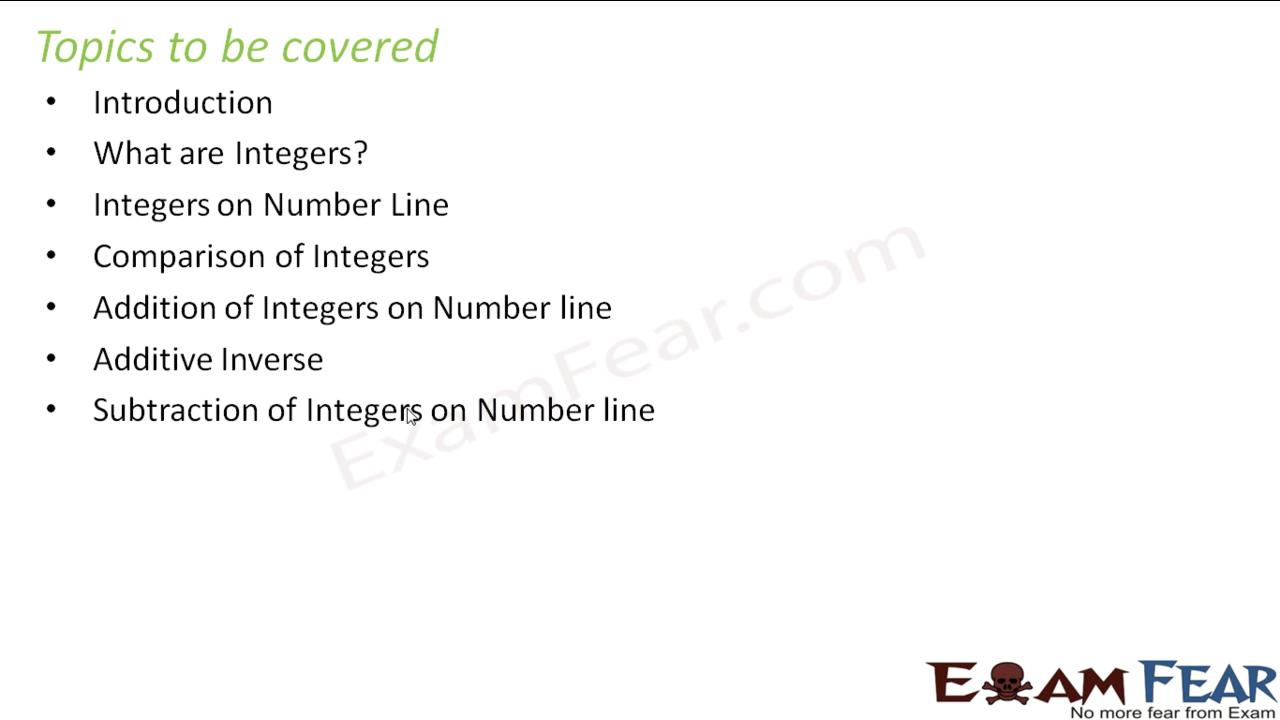 Topics to be covered
• Introduction
• What are Integers?
• Integers on Number Line
• Comparison of Integers
• Addition of Integers on Number line
• Additive Inverse
• Subtraction of Integers on Number line
ExamFear.com
EXAM FEAR
No more fear from Exam